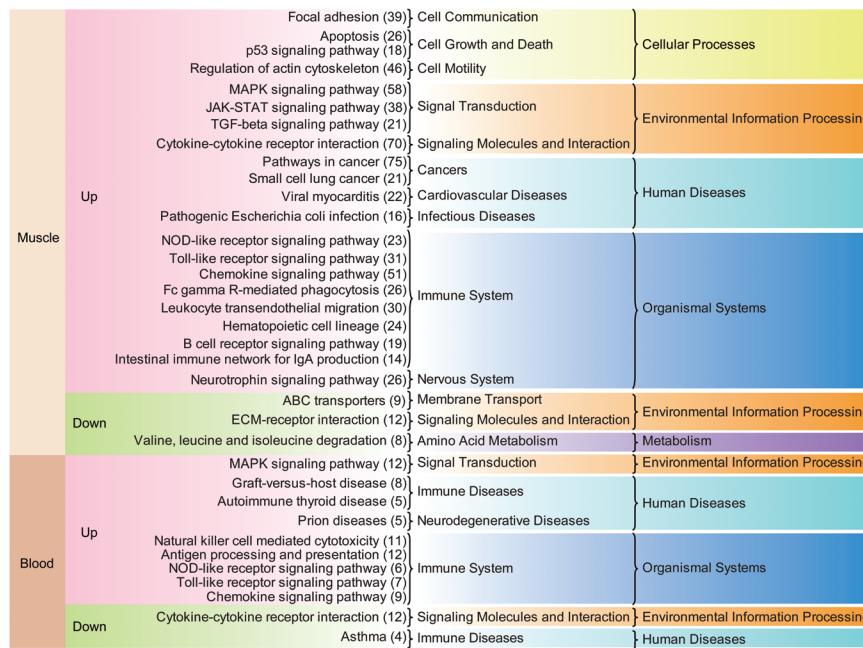 Focal adhesion (39) Cell Communication
Apoptosis (26)
p53 signaling pathway (18) Cell Growth and Death Cellular Processes
Regulation of actin cytoskeleton (46) Cell Motility
MAPK signaling pathway (58)
JAK-STAT signaling pathway (38) Signal Transduction
TGF-beta signaling pathway (21) Environmental Information Processin
Cytokine-cytokine receptor interaction (70) Signaling Molecules and Interaction
Pathways in cancer (75)
Small cell lung cancer (21) Cancers
Up Viral myocarditis (22) Cardiovascular Diseases Human Diseases
Pathogenic Escherichia coli infection (16) Infectious Diseases
Muscle
NOD-like receptor signaling pathway (23)
Toll-like receptor signaling pathway (31)
Chemokine signaling pathway (51)
Fc gamma R-mediated phagocytosis (26) Immune System
Leukocyte transendothelial migration (30) Organismal Systems
Hematopoietic cell lineage (24)
B cell receptor signaling pathway (19)
Intestinal immune network for IgA production (14)
Neurotrophin signaling pathway (26) Nervous System
ABC transporters (9) Membrane Transport
Down ECM-receptor interaction (12) Signaling Molecules and Interaction Environmental Information Processin
Valine, leucine and isoleucine degradation (8) Amino Acid Metabolism Metabolism
MAPK signaling pathway (12) Signal Transduction Environmental Information Processin
Graft-versus-host disease (8)
Autoimmune thyroid disease (5) Immune Diseases Human Diseases
Prion diseases (5) Neurodegenerative Diseases
Up
Natural killer cell mediated cytotoxicity (11)
Antigen processing and presentation (12)
Blood NOD-like receptor signaling pathway (6) Immune System Organismal Systems
Toll-like receptor signaling pathway (7)
Chemokine signaling pathway (9)
Cytokine-cytokine receptor interaction (12) Signaling Molecules and Interaction Environmental Information Processin
Down
Asthma (4) Immune Diseases Human Diseases